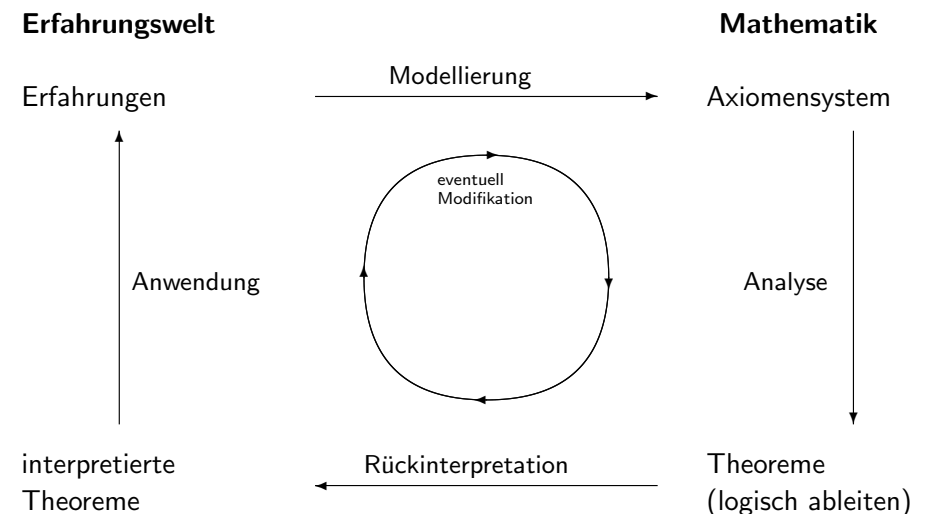 Erfahrungswelt
Mathematik
Modellierung
Erfahrungen
Axiomensystem
eventuell
Modifikation
Anwendung
Analyse
interpretierte
Theoreme
Rückinterpretation
Theoreme
(logisch ableiten)